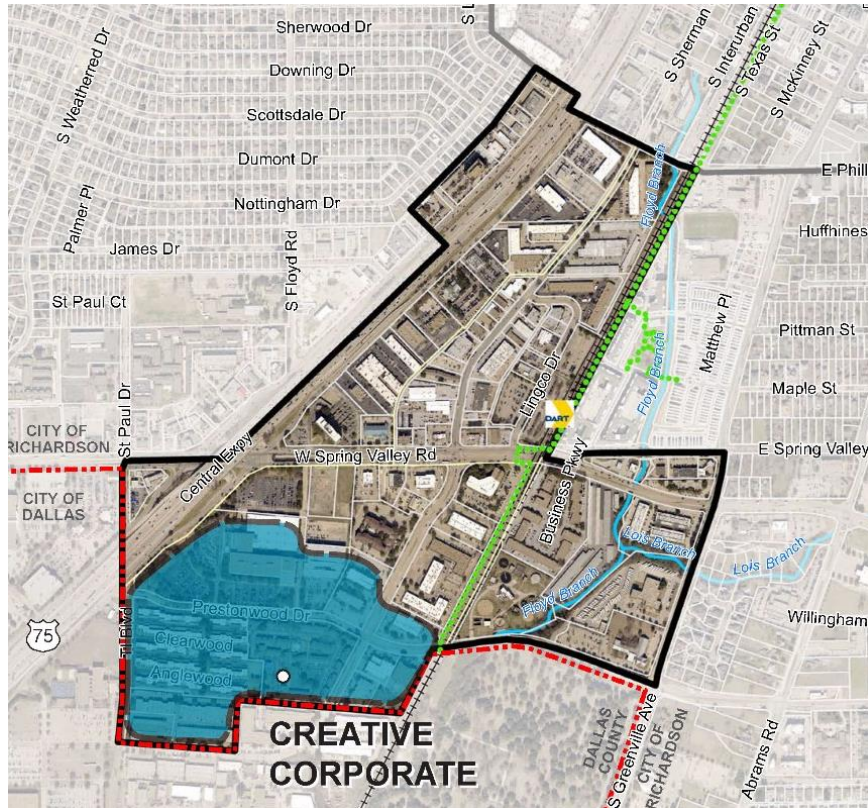 S L
Sherwood Dr
Downing Dr
Scottsdale Dr
Dumont Dr
Nottingham Dr
S Weatherred Dr
Palmer Pl
James Dr
S Floyd Rd
St Paul Ct
St Paul Dr
S Sherman
S Interurban
S Texas St
S McKinney St
E Phill
Floyd Branch
Huffhines
Matthew Pl
Pittman St
Floyd Branch
Maple St
Lingco Dr
DART
CITY OF
RICHARDSON
CITY OF
DALLAS
Central Expy
W Spring Valley Rd
E Spring Valley
Business Pkwy
Lois Branch
Lois Branch
Floyd Branch
Willingham
75
TI Blvd
Prestonwood Dr
Clearwood
Anglewood
CREATIVE
CORPORATE
DALLAS
COUNTY
CITY OF
RICHARDSON
S Greenville Ave
Abrams Rd